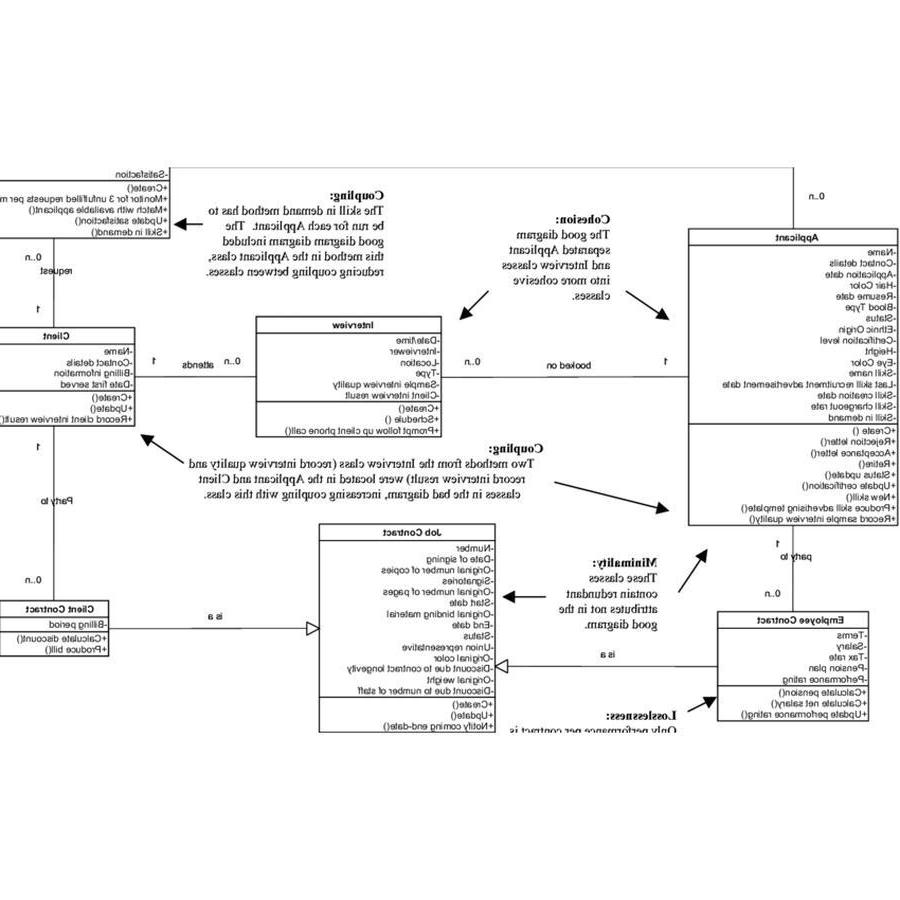 0..n
Applicant
-Name
-Contact details
-Application date
-Hair Color
-Resume date
-Blood Type
-Status
-Ethnic Origin
-Certification level
-Height
-Eye Color
-Skill name
-Last skill recruitment advertisement date
-Skill creation date
-Skill chargeout rate
-Skill in demand
+Create ()
+Rejection letter()
+Acceptance letter()
+Retire()
+Status update()
+Update certification()
+New skill()
+Produce skill advertising template()
+Record sample interview quality()
Cohesion:
The good diagram
separated Applicant
and Interview classes
into more cohesive
classes.
Coupling:
The skill in demand method has to
be run for each Applicant. The
good diagram diagram included
this method in the Applicant class,
reducing coupling between classes.
-Satisfaction
+Create()
+Monitor for 3 unfulfilled requests per m
+Match with available applicant()
+Update satisfaction()
+Skill in demand()
0..n
request
1
1
booked on
0..n
Interview
-Date/time
-Interviewer
-Location
-Type
-Sample interview quality
-Client interview result
+Create()
+Schedule ()
+Prompt follow up client phone call()
0..n
attends
1
Client
-Name
-Contact details
-Billing information
-Date first served
+Create()
+Update()
+Record client interview result()
Coupling:
Two methods from the Interview class (record interview quality and
record interview result) were located in the Applicant and Client
classes in the bad diagram, increasing coupling with this class.
1
Party to
0..n
1
party to
0..n
Minimality:
These classes
contain redundant
attributes not in the
good diagram.
Job Contract
-Number
-Date of signing
-Original number of copies
-Signatories
-Original number of pages
-Start date
-Original binding material
-End date
-Status
-Union representative
-Original color
-Discount due to contract longevity
-Original weight
-Discount due to number of staff
+Create()
+Update()
+Notify coming end-date()
Employee Contract
-Terms
-Salary
-Tax rate
-Pension plan
-Performance rating
+Calculate pension()
+Calculate net salary()
+Update performance rating()
is a
is a
Client Contract
-Billing period
+Calculate discount()
+Produce bill()
Losslessness:
Only performance per contract is